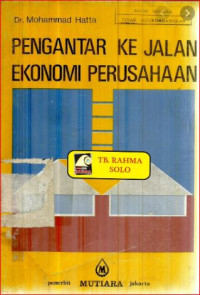 Dr. Mohammad Hatta
PENGANTAR KE JALAN
EKONOMI PERUSAHAAN
TB. RAHMA
SOLO
penerbit MUTIARA jakarta